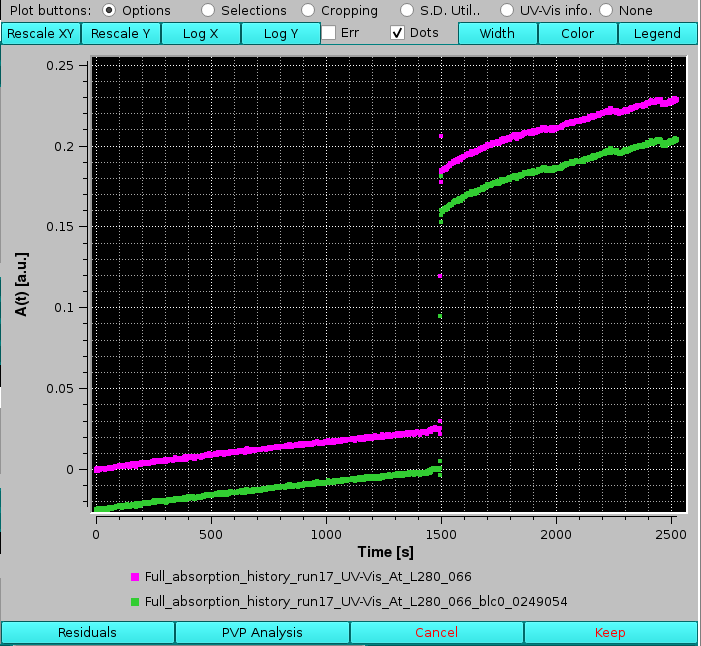 Plot buttons: Options Selections Cropping S.D. Util.. UV-Vis info. None
Rescale XY Rescale Y Log X Log Y Err Dots Width Color Legend
0.25
0.2
0.15
0.1
0.05
0
A(t) [a.u.]
0 500 1000 1500 2000 2500
Time [s]
Full_absorption_history_run17_UV-Vis_At_L280_066
Full_absorption_history_run17_UV-Vis_At_L280_066_blc0_0249054
Residuals PVP Analysis Cancel Keep